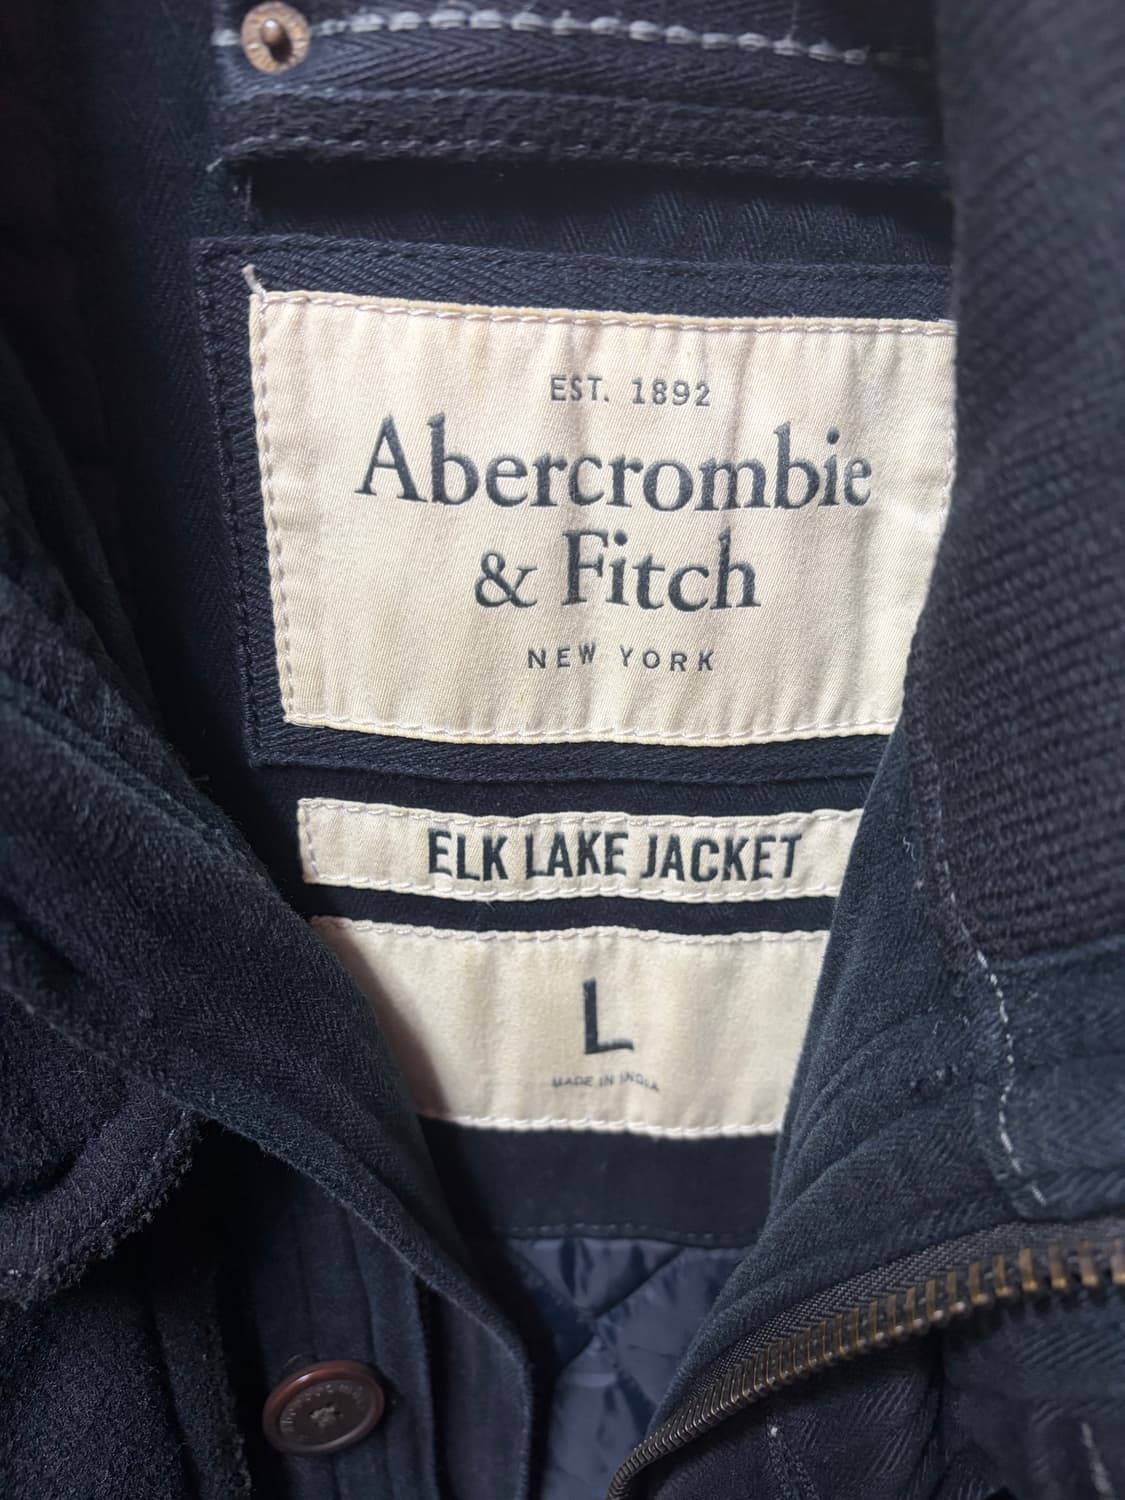 EST. 1892
Abercrombie
& Fitch
NEW YORK
ELK LAKE JACKET
L
MADE IN INDIA